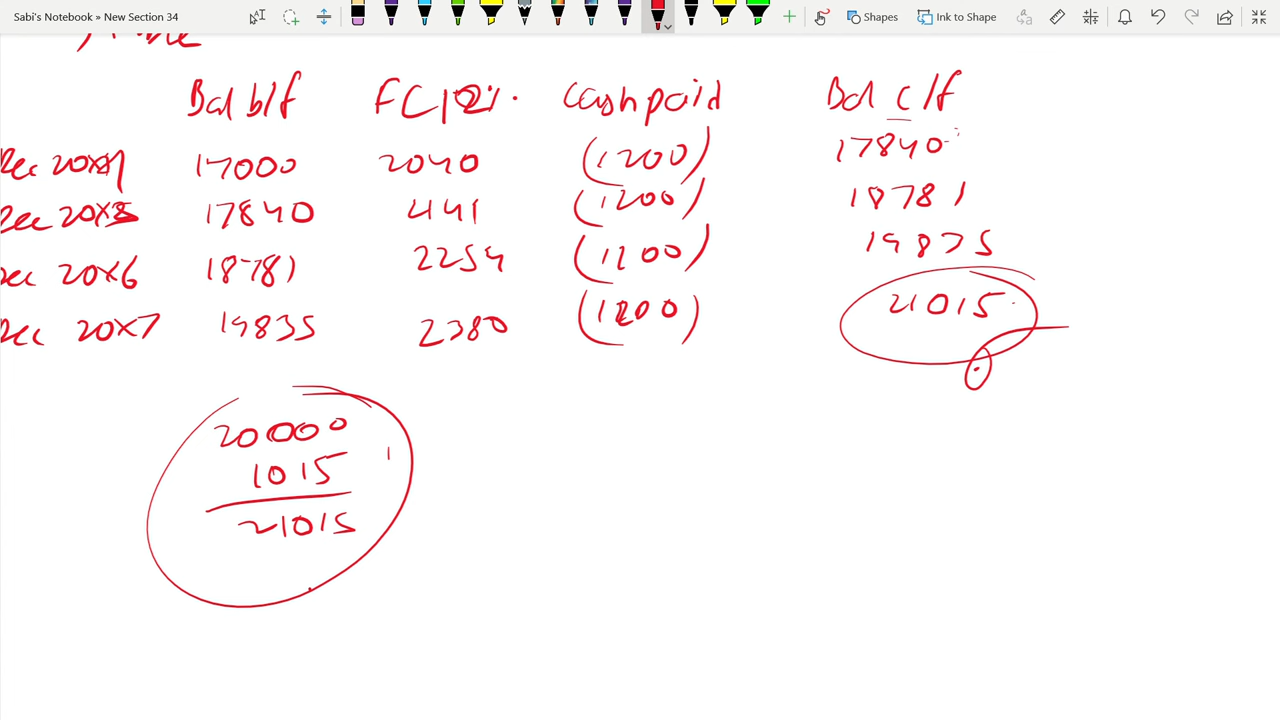 Sabi's Notebook » New Section 34
Shapes
Ink to Shape
Bal b/f FC 12% Cash paid Bal c/f
Dec 17000 2040 (1200) 17840
Dec 20X5 17840 441 (1200) 18781
Dec 20X6 18781 2254 (1200) 19835
Dec 20X7 19835 2380 (1200) 21015
20000
1015
21015